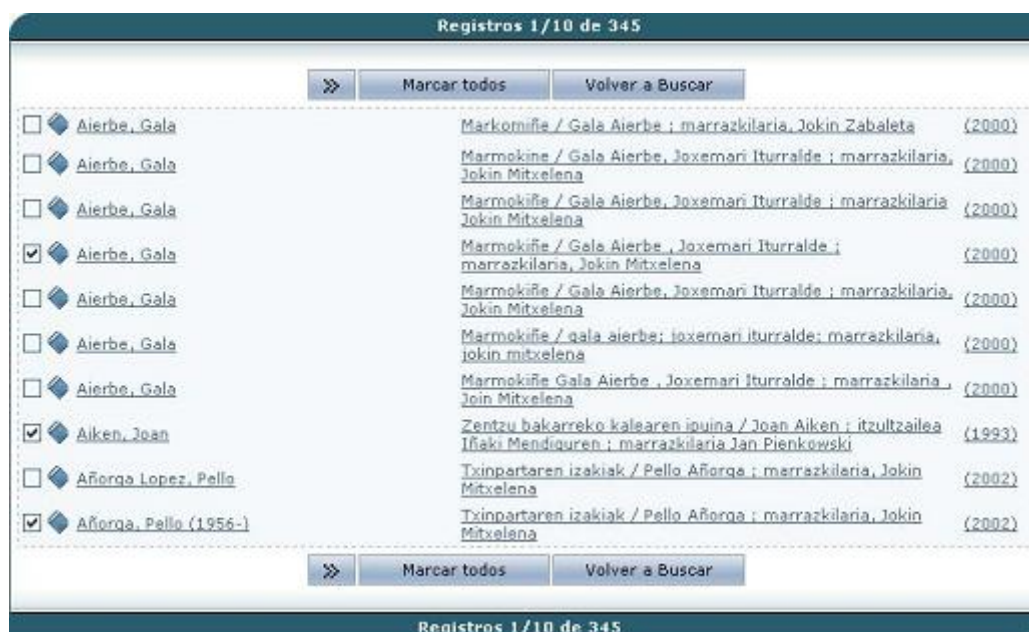 Registros 1/10 de 345
» Marcar todos Volver a Buscar
Aierbe, Gala Markomiñe / Gala Aierbe ; marrazkilaria, Jokin Zabaleta (2000)
Aierbe, Gala Marmokine / Gala Aierbe, Joxemari Iturralde ; marrazkilaria, (2000)
Jokin Mitxelena
Aierbe, Gala Marmokiñe / Gala Aierbe, Joxemari Iturralde ; marrazkilaria (2000)
Jokin Mitxelena
Aierbe, Gala Marmokiñe / Gala Aierbe , Joxemari Iturralde ; (2000)
marrazkilaria, Jokin Mitxelena
Aierbe, Gala Marmokiñe / Gala Aierbe, Joxemari Iturralde ; marrazkilaria, (2000)
Jokin Mitxelena
Aierbe, Gala Marmokiñe / gala aierbe; joxemari iturralde; marrazkilaria, (2000)
jokin mitxelena
Aierbe, Gala Marmokiñe Gala Aierbe , Joxemari Iturralde ; marrazkilaria , (2000)
Join Mitxelena
Aiken, Joan Zentzu bakarreko kalearen ipuina / Joan Aiken ; itzultzailea (1993)
Iñaki Mendiguren ; marrazkilaria Jan Pienkowski
Añorga Lopez, Pello Txinpartaren izakiak / Pello Añorga ; marrazkilaria, Jokin (2002)
Mitxelena
Añorga, Pello (1956-) Txinpartaren izakiak / Pello Añorga ; marrazkilaria, Jokin (2002)
Mitxelena
» Marcar todos Volver a Buscar
Registros 1/10 de 345